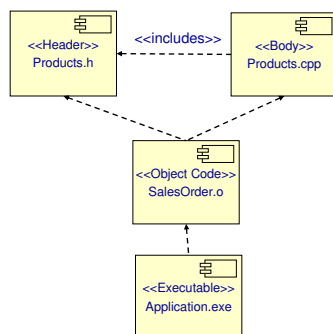 <<Header>>
Products.h
<<includes>>
<<Body>>
Products.cpp
<<Object Code>>
SalesOrder.o
<<Executable>>
Application.exe